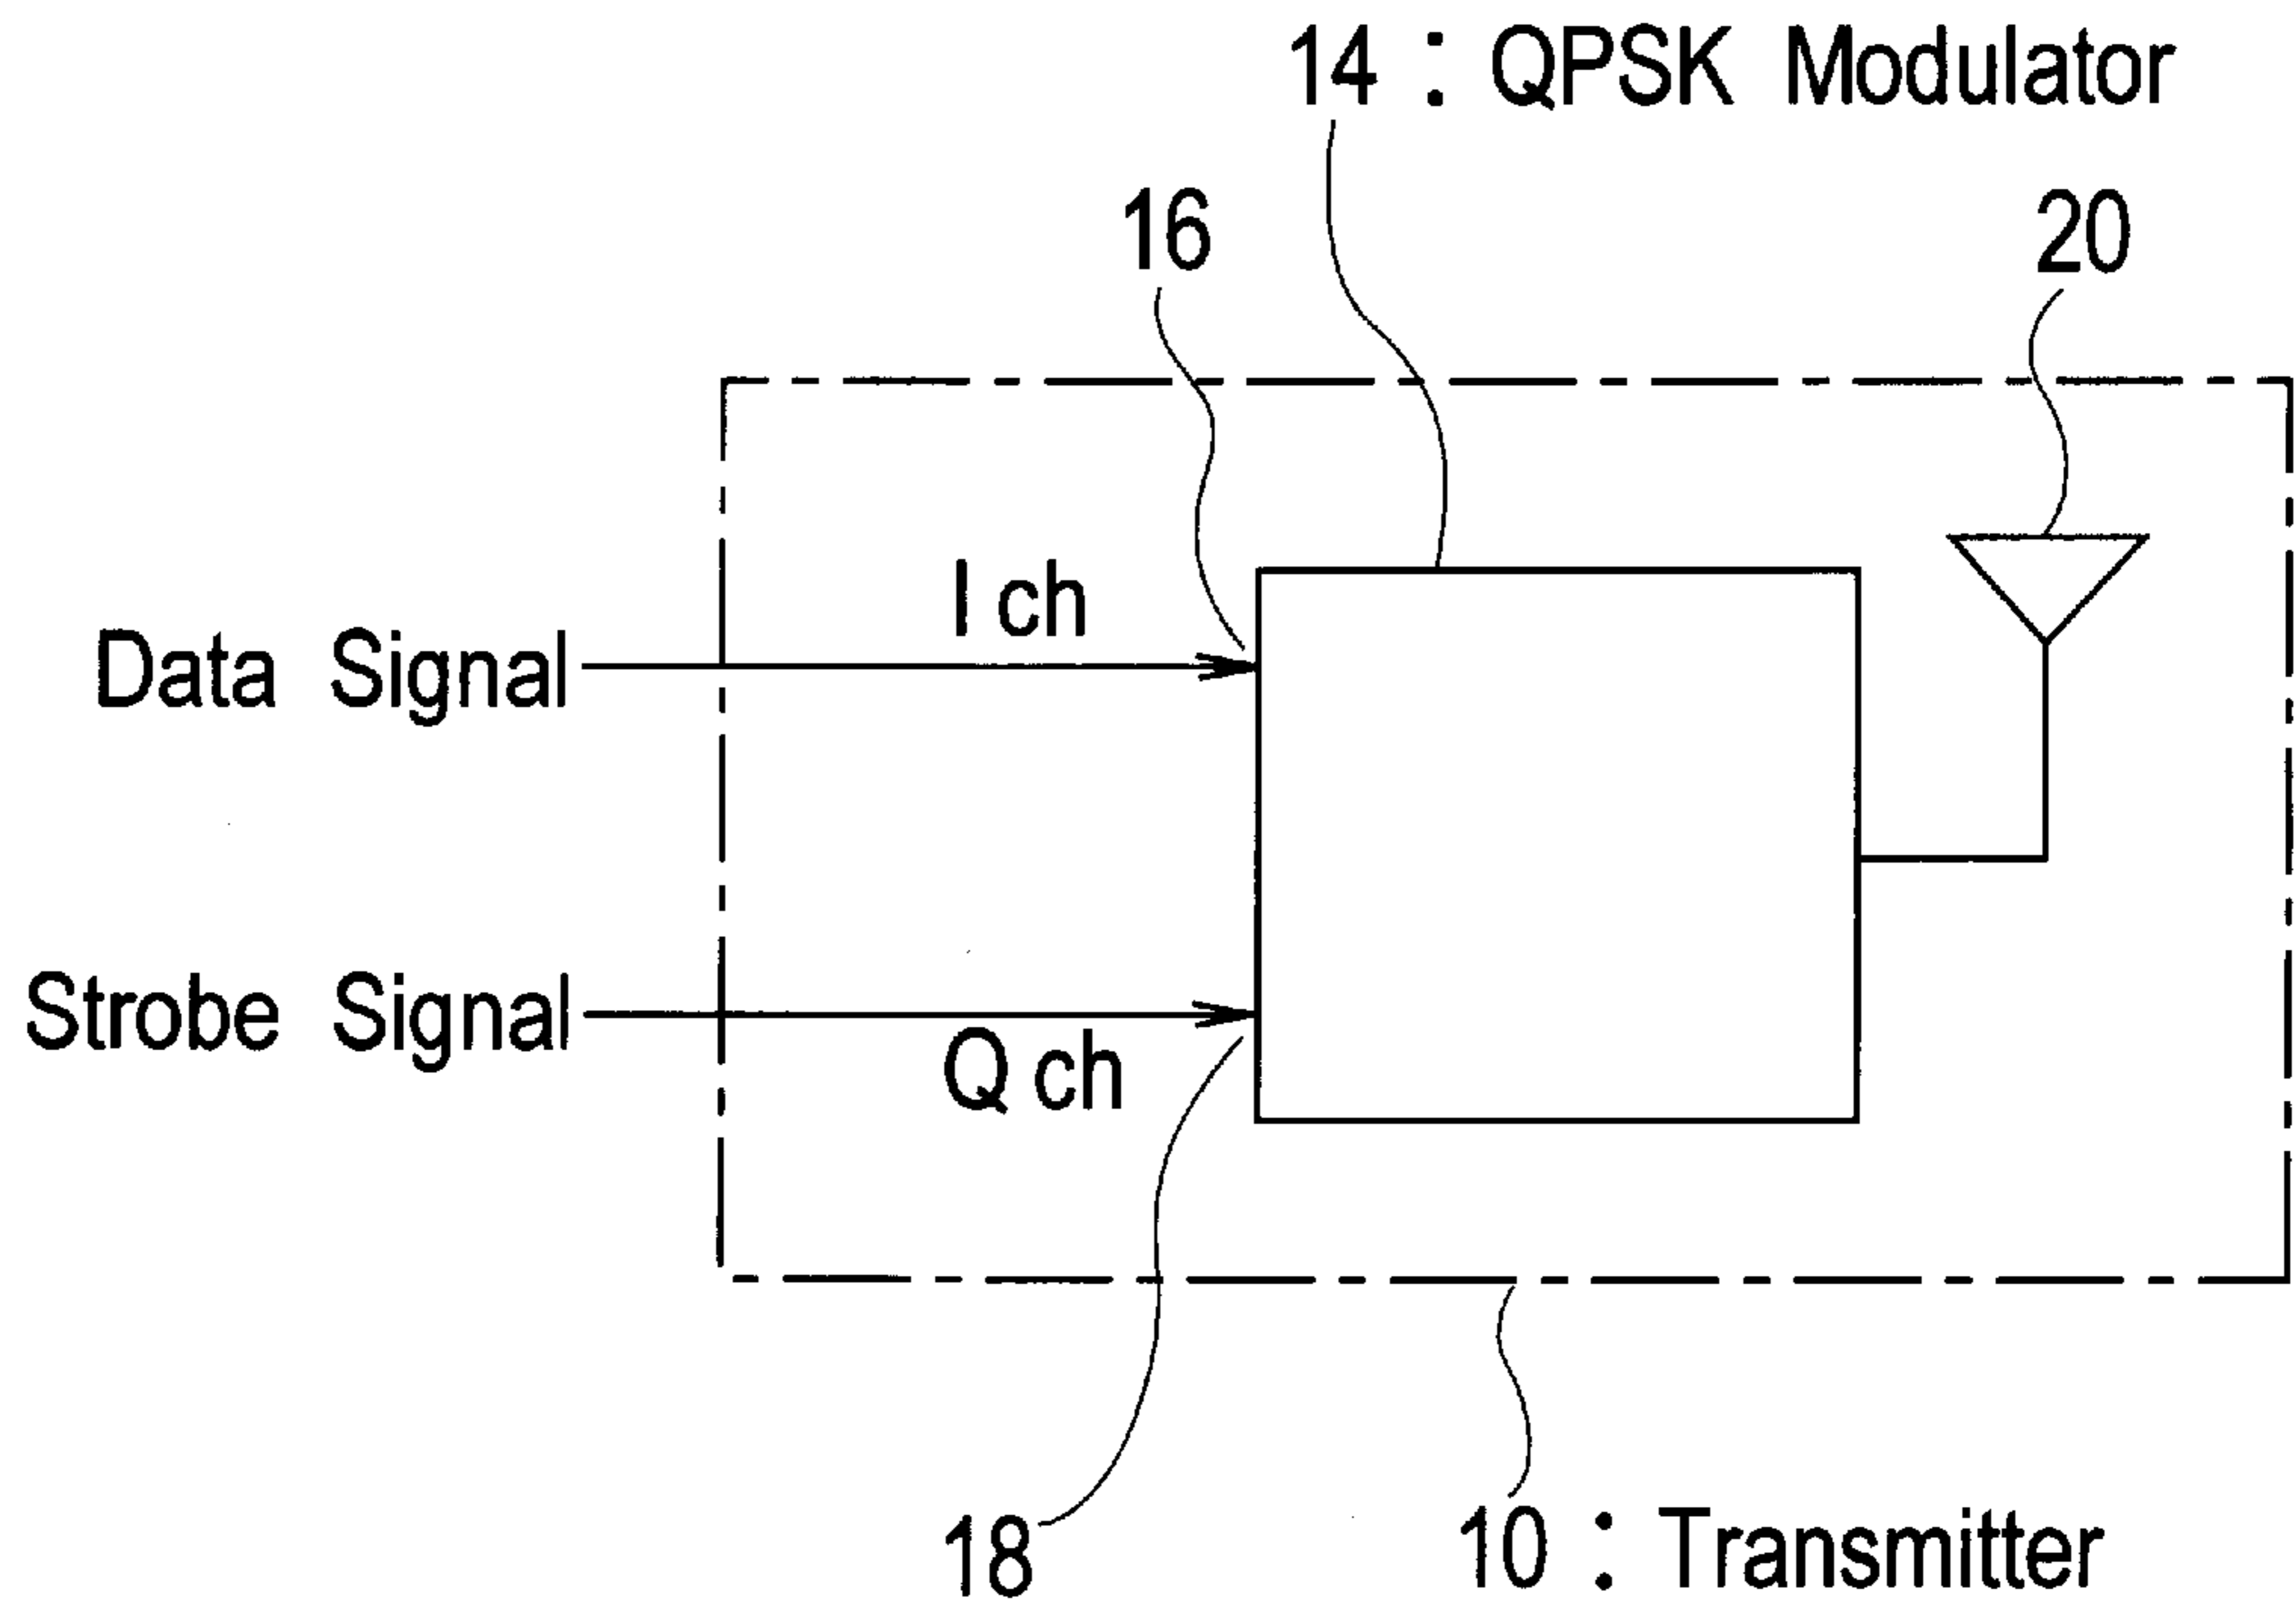 14 : QPSK Modulator
16
20
I ch
Data Signal
Strobe Signal
Q ch
18
10 : Transmitter